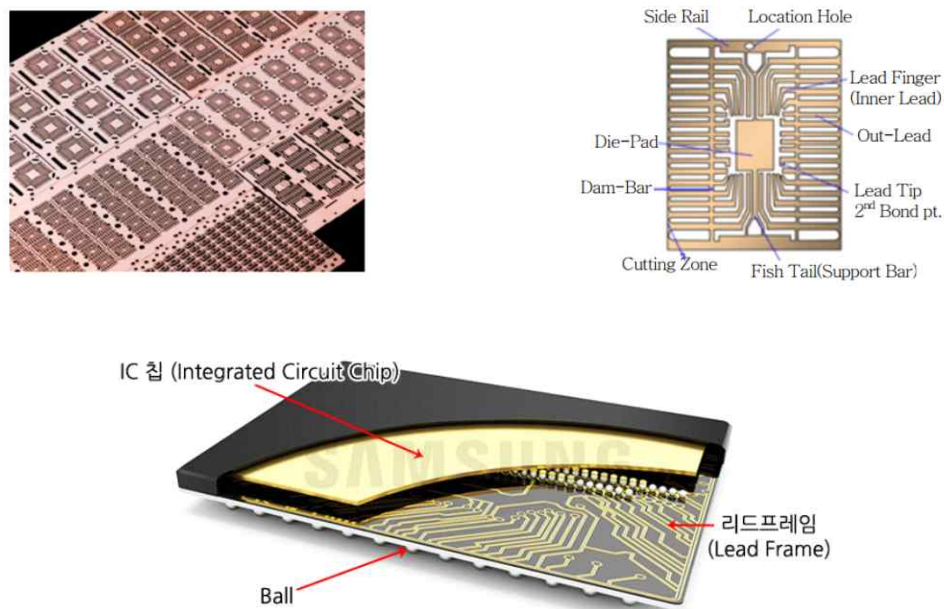 Side Rail
Location Hole
Lead Finger
(Inner Lead)
Out-Lead
Die-Pad
Dam-Bar
Lead Tip
2nd Bond pt.
Cutting Zone
Fish Tail(Support Bar)
IC 칩 (Integrated Circuit Chip)
SAMSUNG
리드프레임
(Lead Frame)
Ball